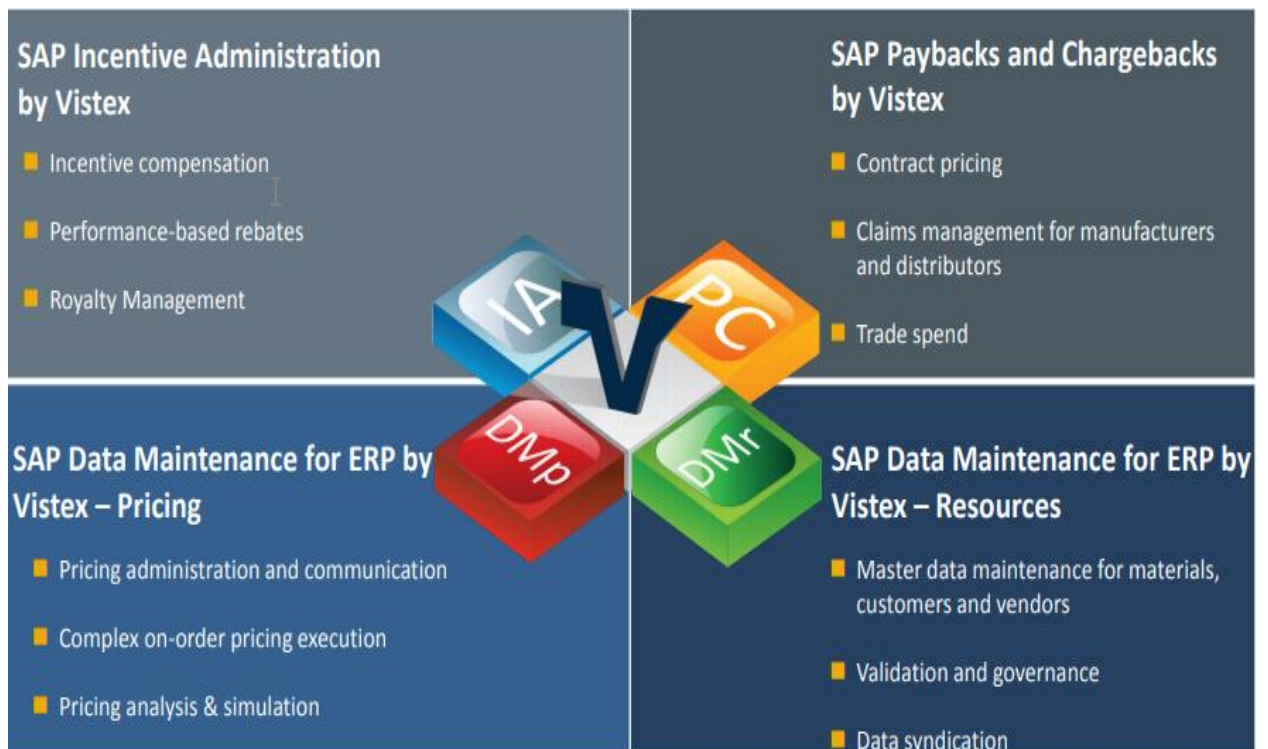 SAP Incentive Administration
by Vistex
Incentive compensation
Performance-based rebates
Royalty Management
SAP Paybacks and Chargebacks
by Vistex
Contract pricing
Claims management for manufacturers
and distributors
Trade spend
IA
V
PC
DMp
DMr
SAP Data Maintenance for ERP by
Vistex – Pricing
Pricing administration and communication
Complex on-order pricing execution
Pricing analysis & simulation
SAP Data Maintenance for ERP by
Vistex – Resources
Master data maintenance for materials,
customers and vendors
Validation and governance
Data syndication